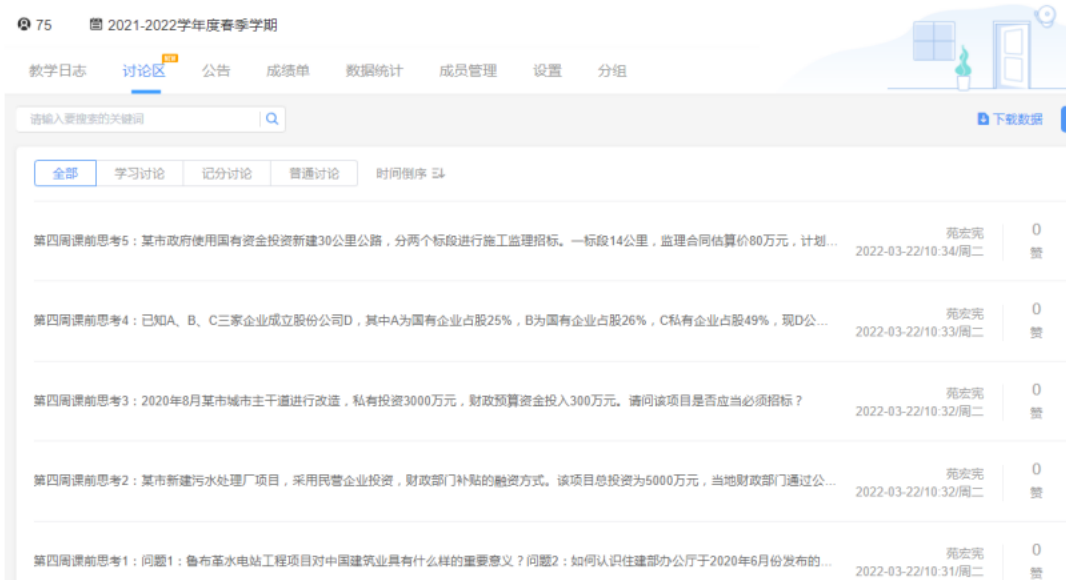 75 2021-2022学年度春季学期
教学日志 讨论区 NEW 公告 成绩单 数据统计 成员管理 设置 分组
请输入要搜索的关键词 下载数据
全部 学习讨论 记分讨论 普通讨论 时间倒序
第四周课前思考5：某市政府使用国有资金投资新建30公里公路，分两个标段进行施工监理招标。一标段14公里，监理合同估算价80万元，计划...
苑宏宪
2022-03-22/10:34/周二
0
赞
第四周课前思考4：已知A、B、C三家企业成立股份公司D，其中A为国有企业占股25%，B为国有企业占股26%，C私有企业占股49%，现D公...
苑宏宪
2022-03-22/10:33/周二
0
赞
第四周课前思考3：2020年8月某市城市主干道进行改造，私有投资3000万元，财政预算资金投入300万元。请问该项目是否应当必须招标？
苑宏宪
2022-03-22/10:32/周二
0
赞
第四周课前思考2：某市新建污水处理厂项目，采用民营企业投资，财政部门补贴的融资方式。该项目总投资为5000万元，当地财政部门通过公...
苑宏宪
2022-03-22/10:32/周二
0
赞
第四周课前思考1：问题1：鲁布革水电站工程项目对中国建筑业具有什么样的重要意义？问题2：如何认识住建部办公厅于2020年6月份发布的...
苑宏宪
2022-03-22/10:31/周二
0
赞